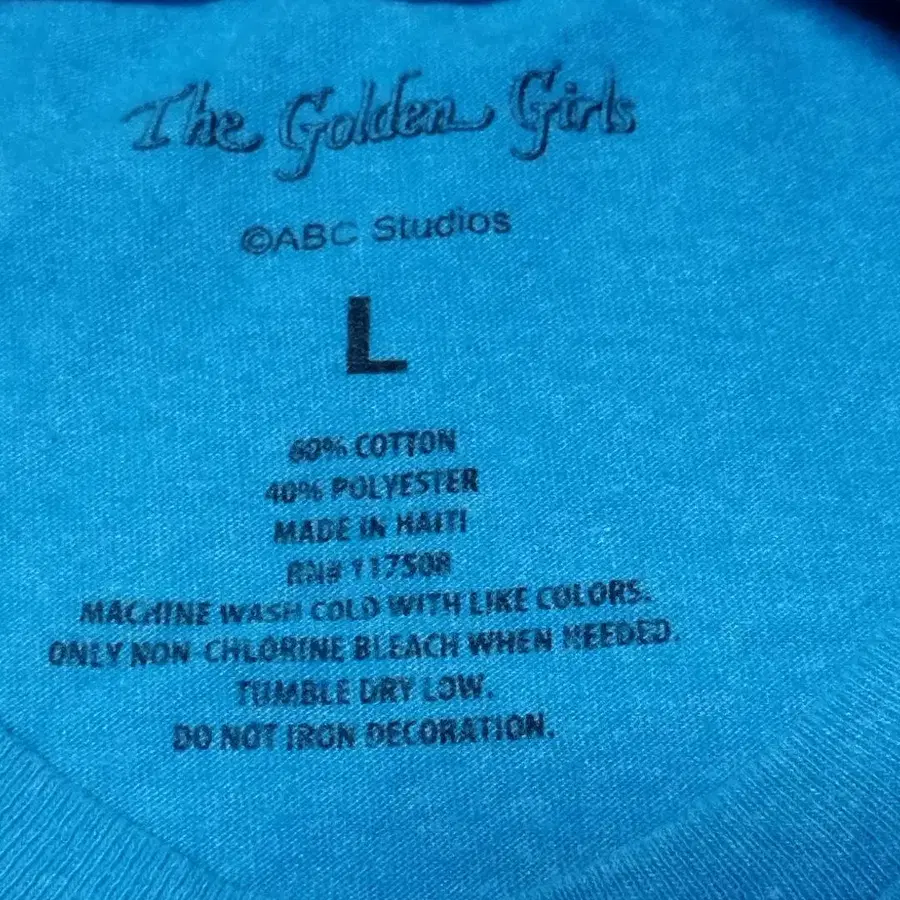 The Golden Girls
©ABC Studios
L
60% COTTON
40% POLYESTER
MADE IN HAITI
RN# 117508
MACHINE WASH COLD WITH LIKE COLORS.
ONLY NON-CHLORINE BLEACH WHEN NEEDED.
TUMBLE DRY LOW.
DO NOT IRON DECORATION.